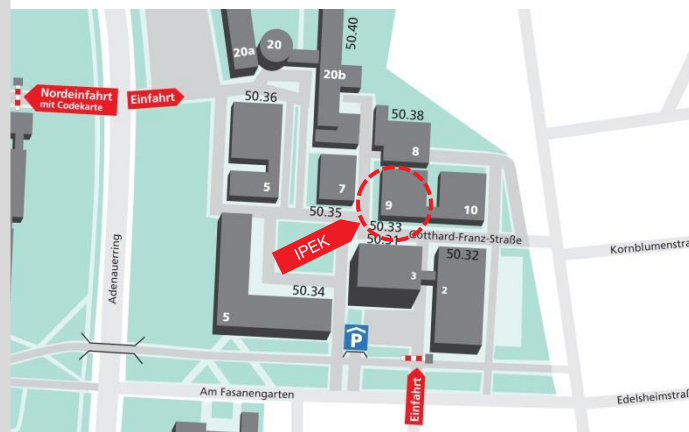 50.40
20
20a
20b
Nordeinfahrt
mit Codekarte
Einfahrt
50.36
50.38
8
5
7
9
10
50.35
50.33
IPEK
50.31
Gotthard-Franz-Straße
Kornblumenstra
50.32
Adenauerring
50.34
3
2
5
P
Am Fasanengarten
Einfahrt
Edelsheimstraß